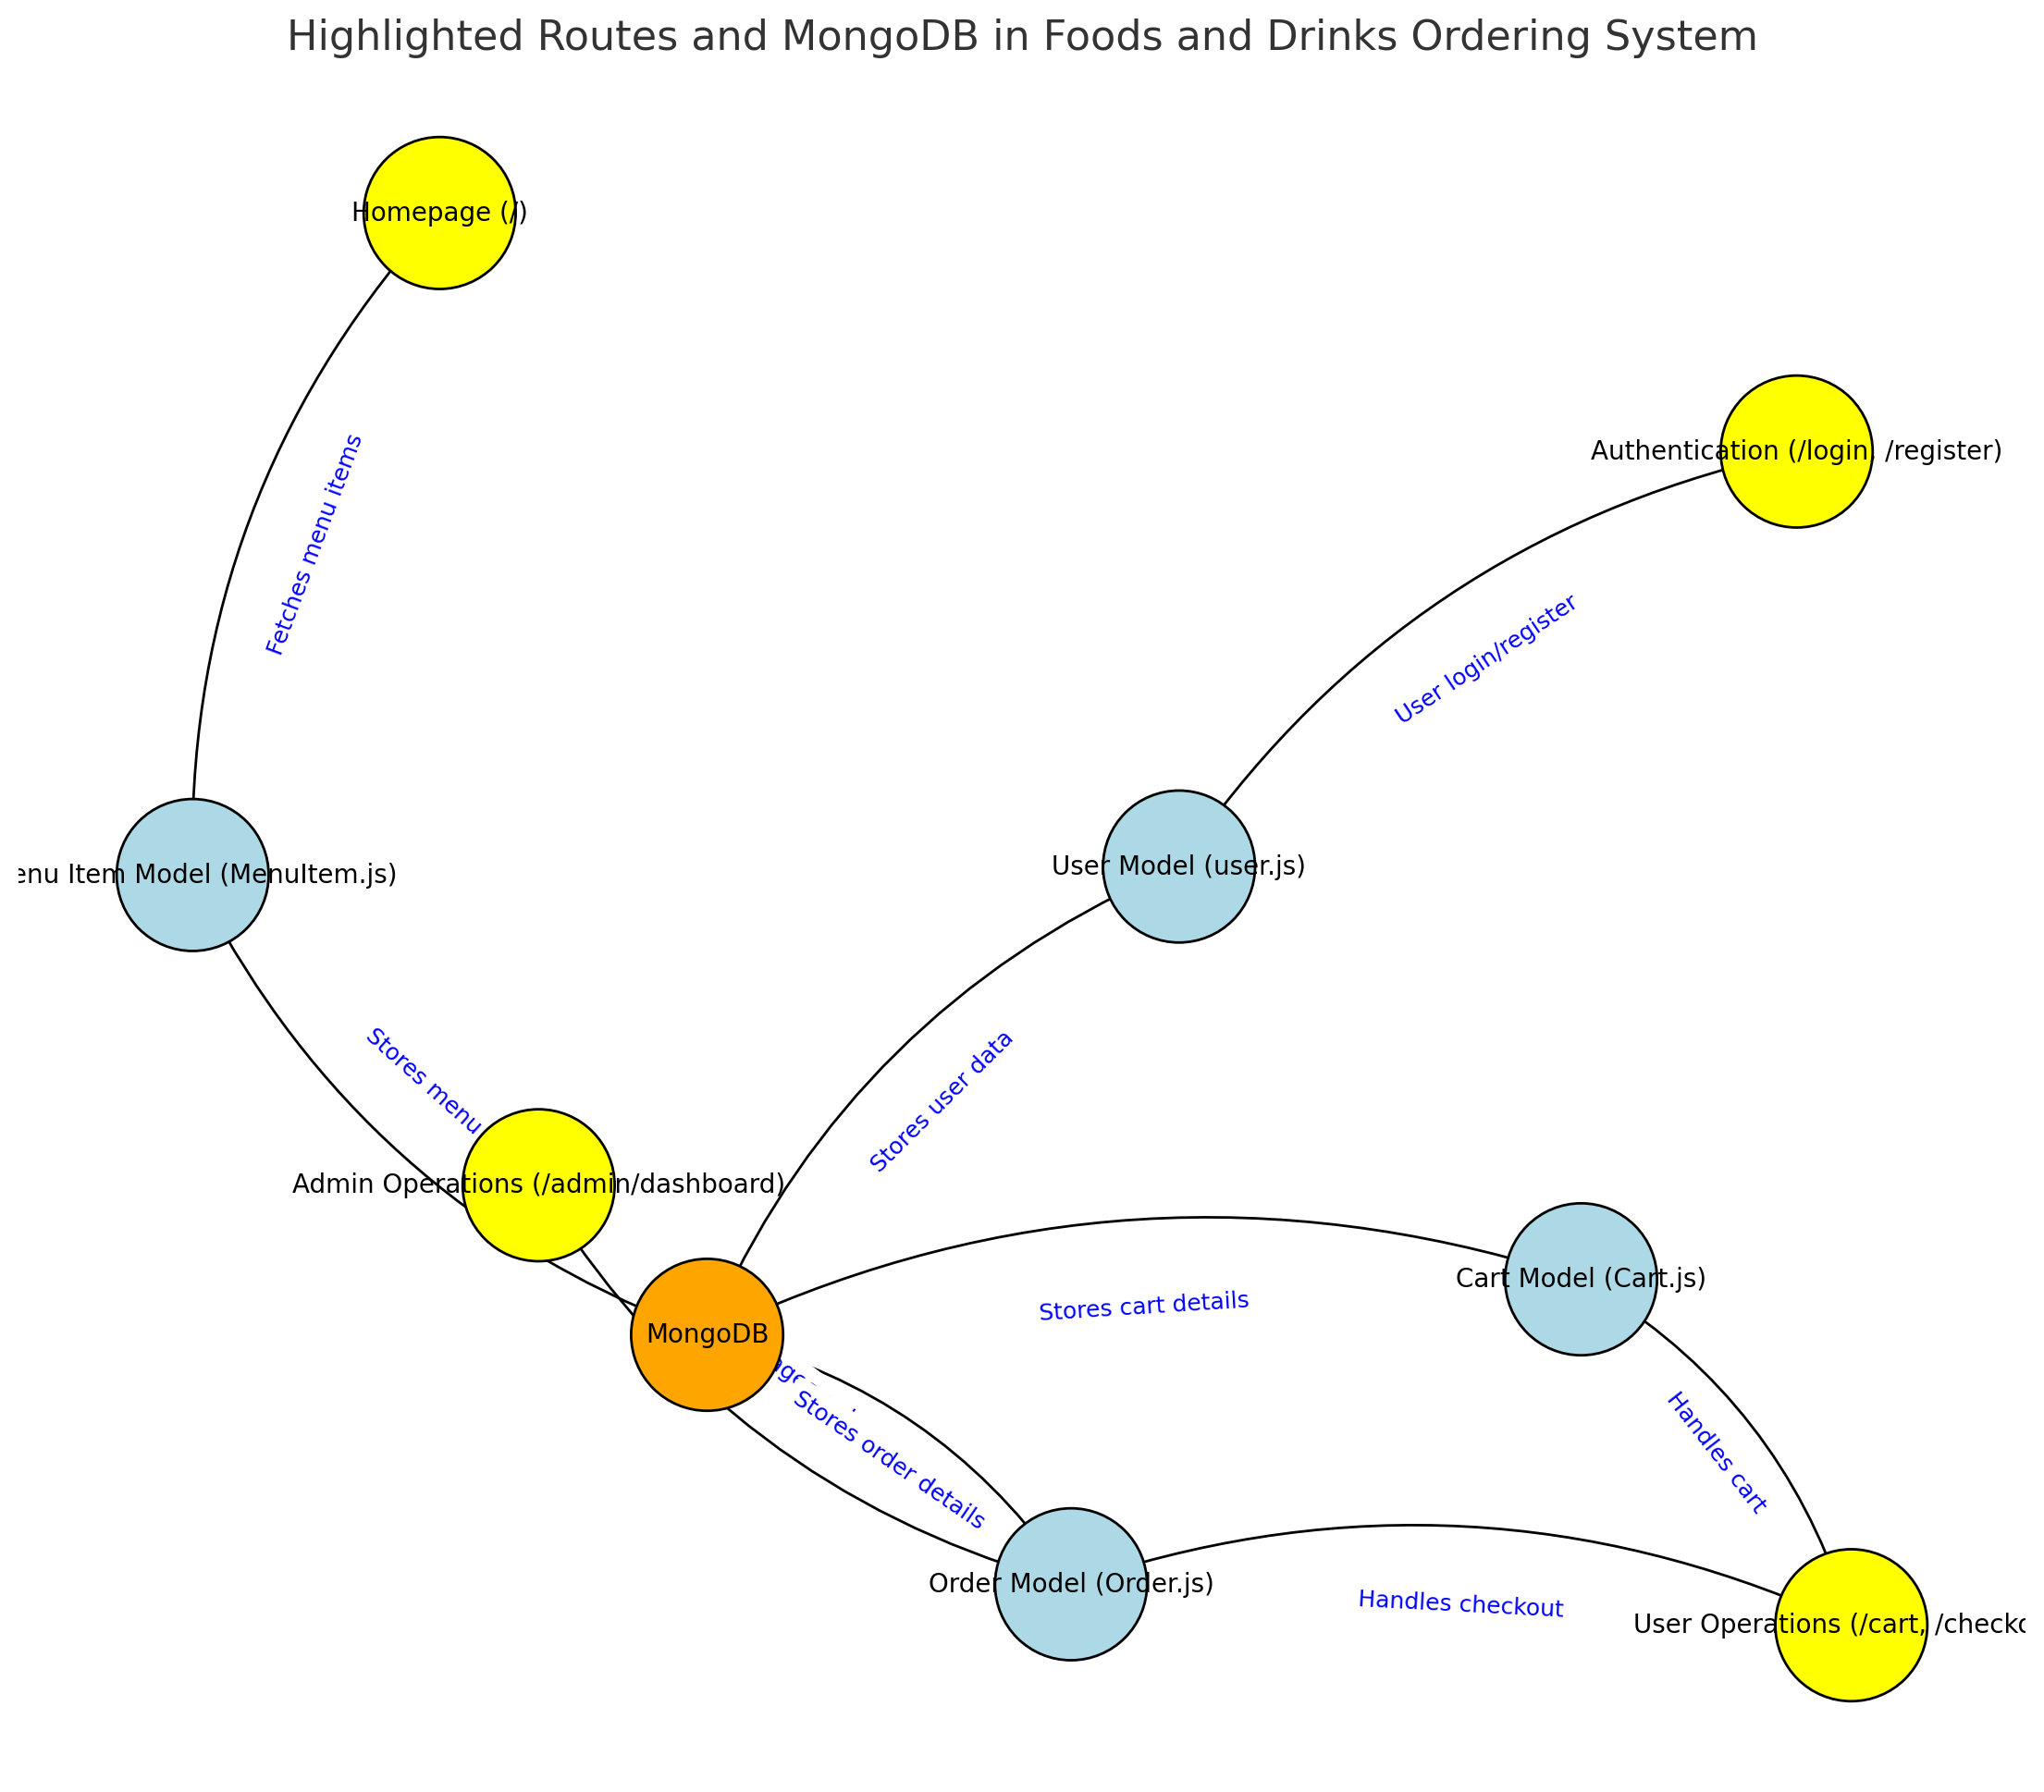 Highlighted Routes and MongoDB in Foods and Drinks Ordering System
Homepage (/)
Authentication (/login, /register)
Fetches menu items
User login/register
User Model (user.js)
Item Model (MenuItem.js)
Stores menu
Stores user data
Admin Operations (/admin/dashboard)
Cart Model (Cart.js)
Stores cart details
MongoDB
Stores order details
Handles cart
Order Model (Order.js)
Handles checkout
User Operations (/cart,